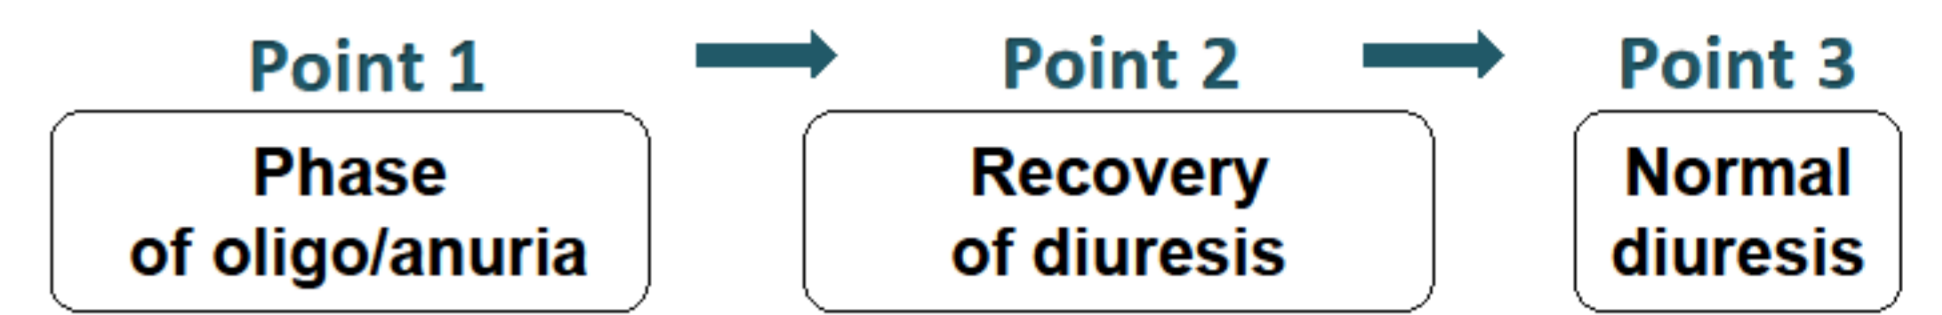 Point 1
Phase
of oligo/anuria
Point 2
Recovery
of diuresis
Point 3
Normal
diuresis